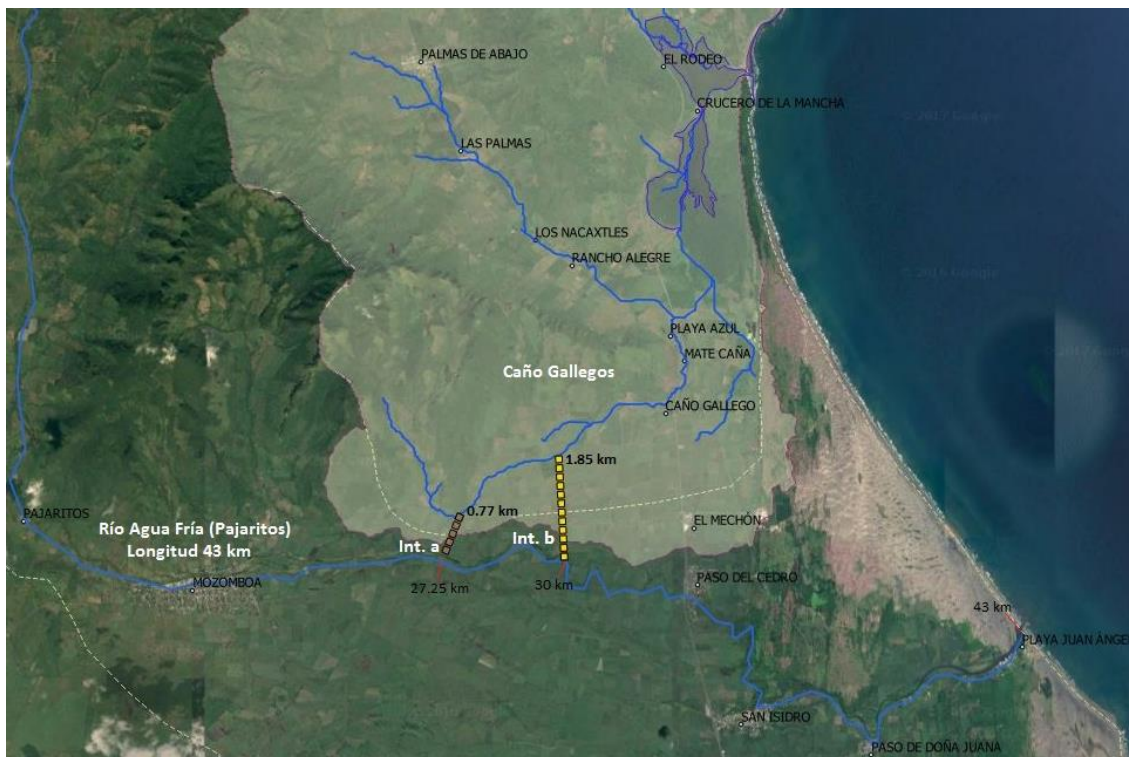 PALMAS DE ABAJO
EL RODEO
CRUCERO DE LA MANCHA
© 2017 Google
LAS PALMAS
LOS NACAXTLES
RANCHO ALEGRE
© 2016 Google
PLAYA AZUL
MATE CAÑA
Caño Gallegos
CAÑO GALLEGO
1.85 km
0.77 km
PAJARITOS
EL MECHÓN
Río Agua Fría (Pajaritos)
Longitud 43 km
Int. a
Int. b
MOZOMBOA
27.25 km
30 km
PASO DEL CEDRO
43 km
PLAYA JUAN ÁNGE
SAN ISIDRO
PASO DE DOÑA JUANA